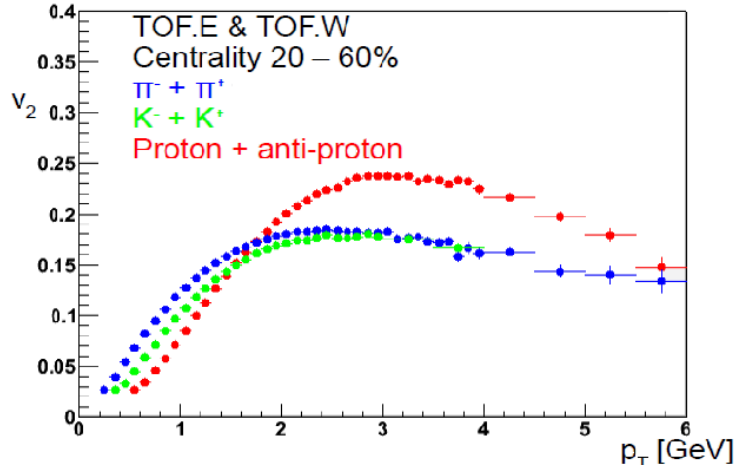 0.4
0.35
0.3
0.25
0.2
0.15
0.1
0.05
0
v2
TOF.E & TOF.W
Centrality 20 – 60%
π- + π+
K- + K+
Proton + anti-proton
0 1 2 3 4 5 6
pT [GeV]